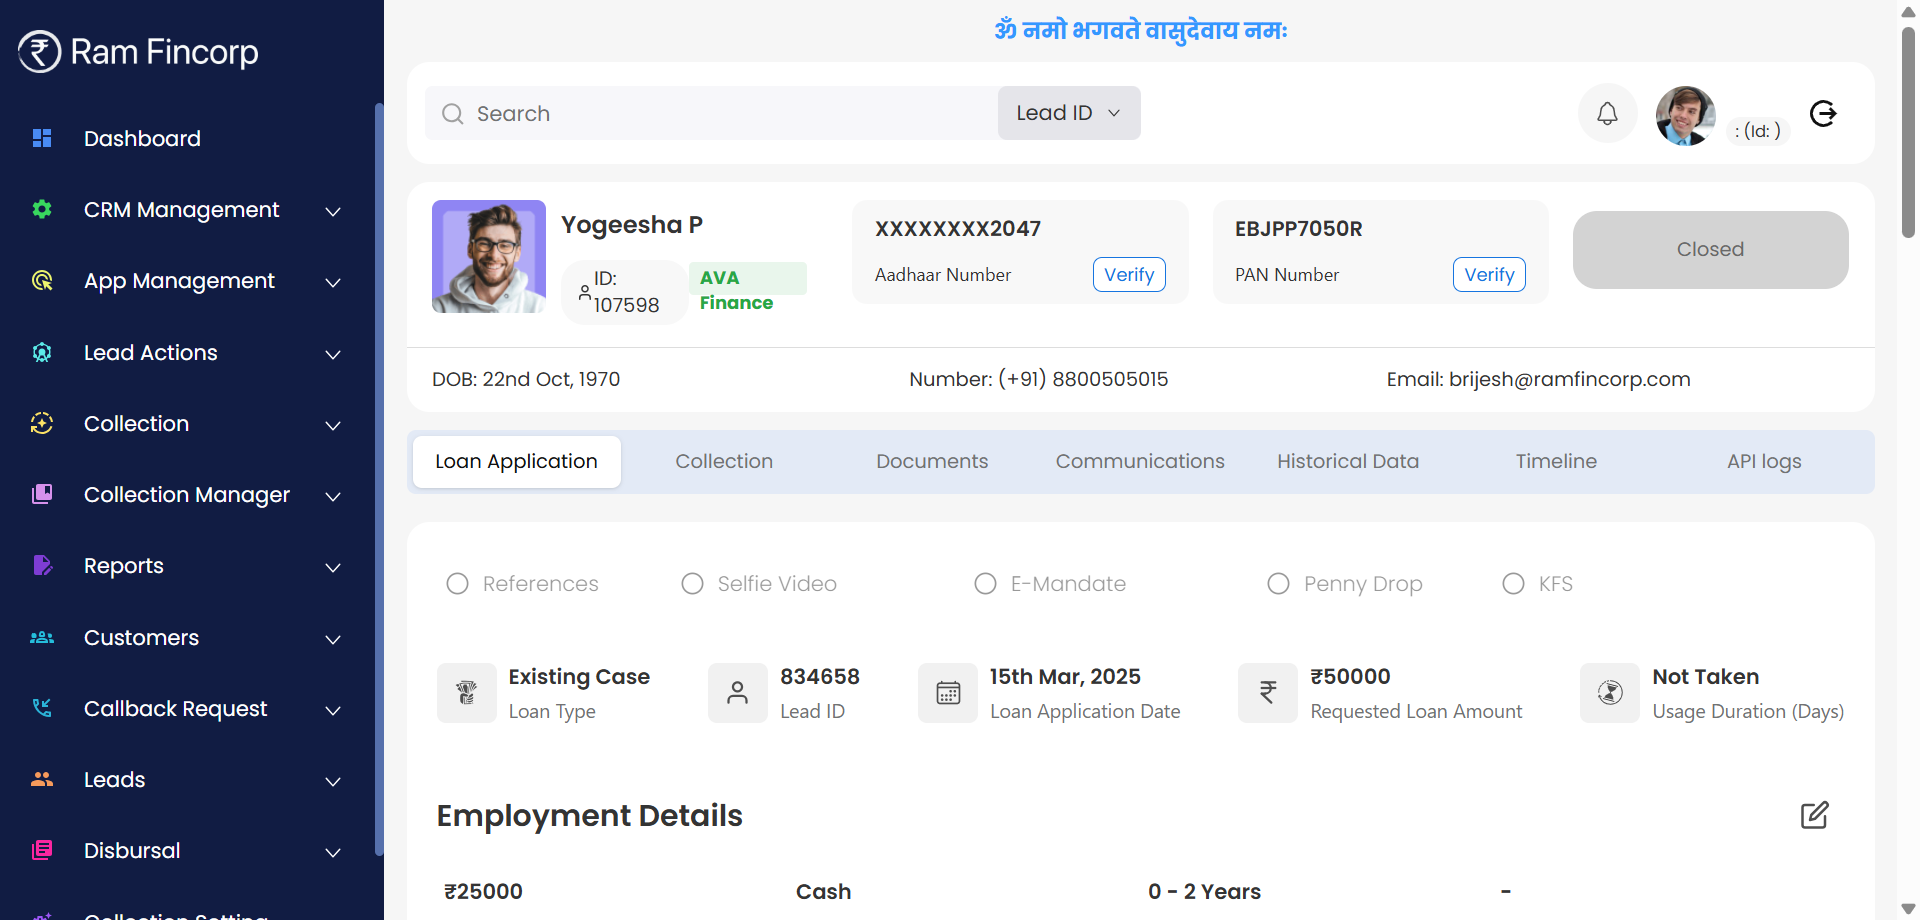 ॐ नमो भगवते वासुदेवाय नमः
Ram Fincorp
Dashboard
CRM Management
App Management
Lead Actions
Collection
Collection Manager
Reports
Customers
Callback Request
Leads
Disbursal
Collection Setting
Search
Lead ID
: (Id: )
Yogeesha P
ID:
107598
AVA
Finance
XXXXXXXX2047
Aadhaar Number
Verify
EBJPP7050R
PAN Number
Verify
Closed
DOB: 22nd Oct, 1970
Number: (+91) 8800505015
Email: brijesh@ramfincorp.com
Loan Application
Collection
Documents
Communications
Historical Data
Timeline
API logs
References
Selfie Video
E-Mandate
Penny Drop
KFS
Existing Case
Loan Type
834658
Lead ID
15th Mar, 2025
Loan Application Date
₹50000
Requested Loan Amount
Not Taken
Usage Duration (Days)
Employment Details
₹25000
Cash
0 - 2 Years
-